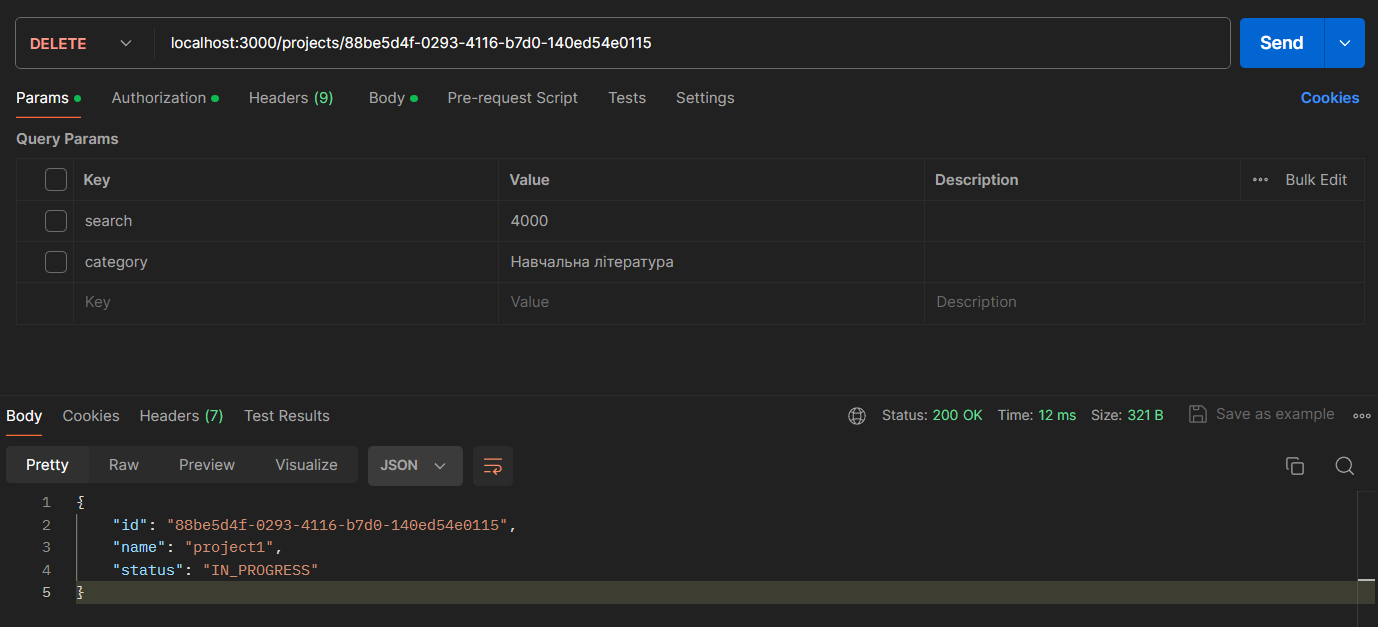 DELETE localhost:3000/projects/88be5d4f-0293-4116-b7d0-140ed54e0115 Send
Params Authorization Headers (9) Body Pre-request Script Tests Settings Cookies
Query Params
Key Value Description ••• Bulk Edit
search 4000
category Навчальна література
Key Value Description
Body Cookies Headers (7) Test Results Status: 200 OK Time: 12 ms Size: 321 B Save as example
Pretty Raw Preview Visualize JSON
1 {
2 "id": "88be5d4f-0293-4116-b7d0-140ed54e0115",
3 "name": "project1",
4 "status": "IN_PROGRESS"
5 }